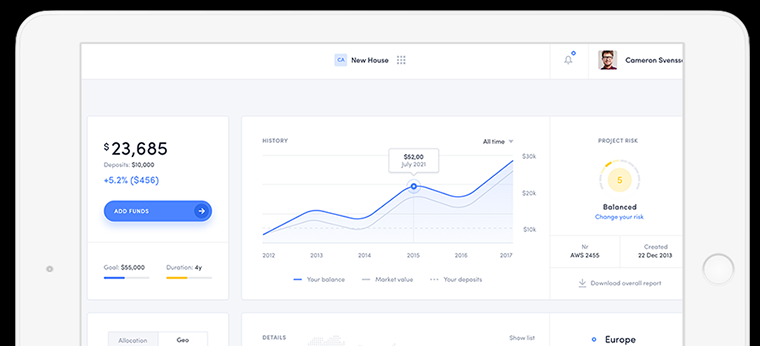 CA New House
Cameron Svenss
$23,685
Deposits: $10,000
+5.2% ($456)
ADD FUNDS
Goal: $55,000
Duration: 4y
HISTORY
All time
$52,00
July 2021
$30k
$20k
$10k
2012 2013 2014 2015 2016 2017
Your balance
Market value
Your deposits
PROJECT RISK
5
Balanced
Change your risk
Nr
AWS 2455
Created
22 Dec 2013
Download overall report
Allocation
Geo
DETAILS
Show list
Europe